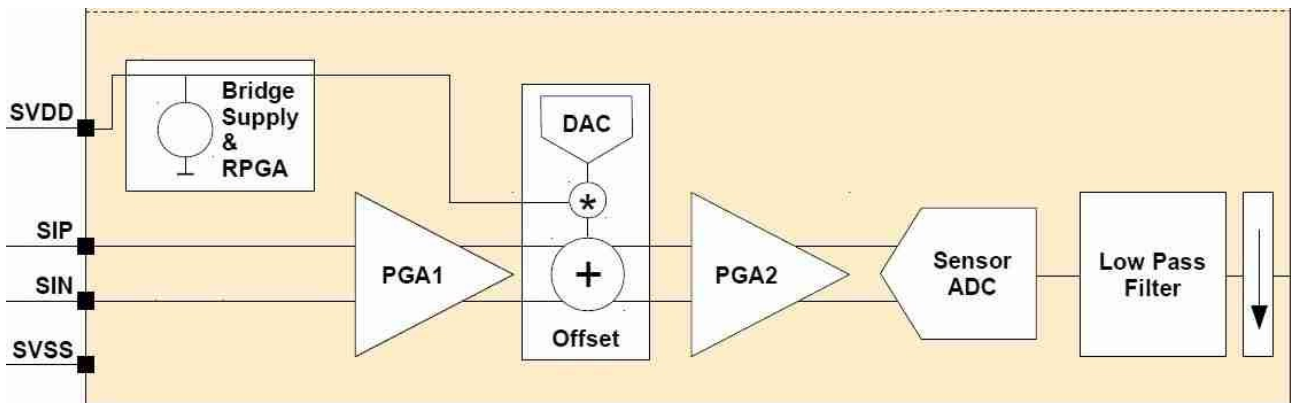 SVDD
Bridge
Supply
&
RPGA
DAC
*
SIP
SIN
SVSS
PGA1
+
Offset
PGA2
Sensor
ADC
Low Pass
Filter